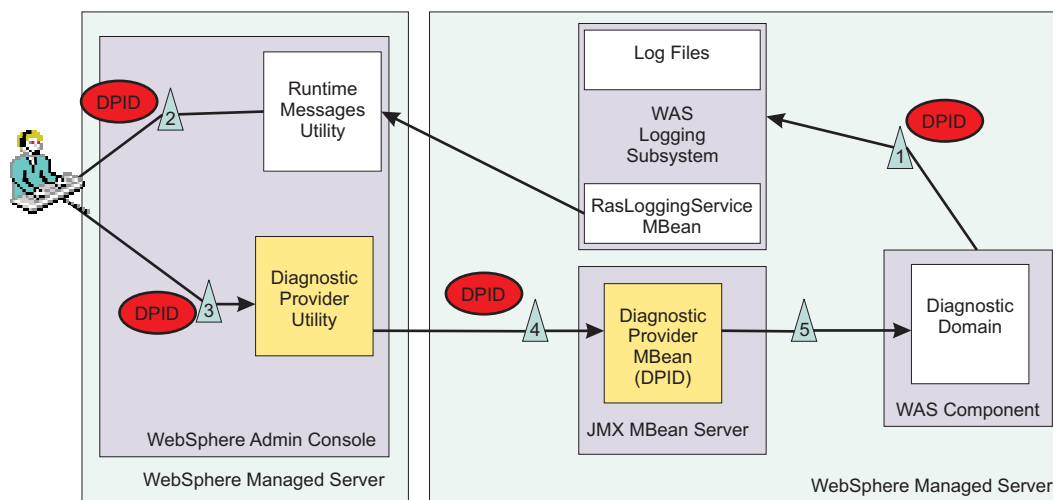 DPID
2
Runtime
Messages
Utility
DPID
3
Diagnostic
Provider
Utility
WebSphere Admin Console
WebSphere Managed Server
Log Files
WAS
Logging
Subsystem
RasLoggingService
MBean
1
DPID
DPID
4
Diagnostic
Provider
MBean
(DPID)
JMX MBean Server
5
Diagnostic
Domain
WAS Component
WebSphere Managed Server